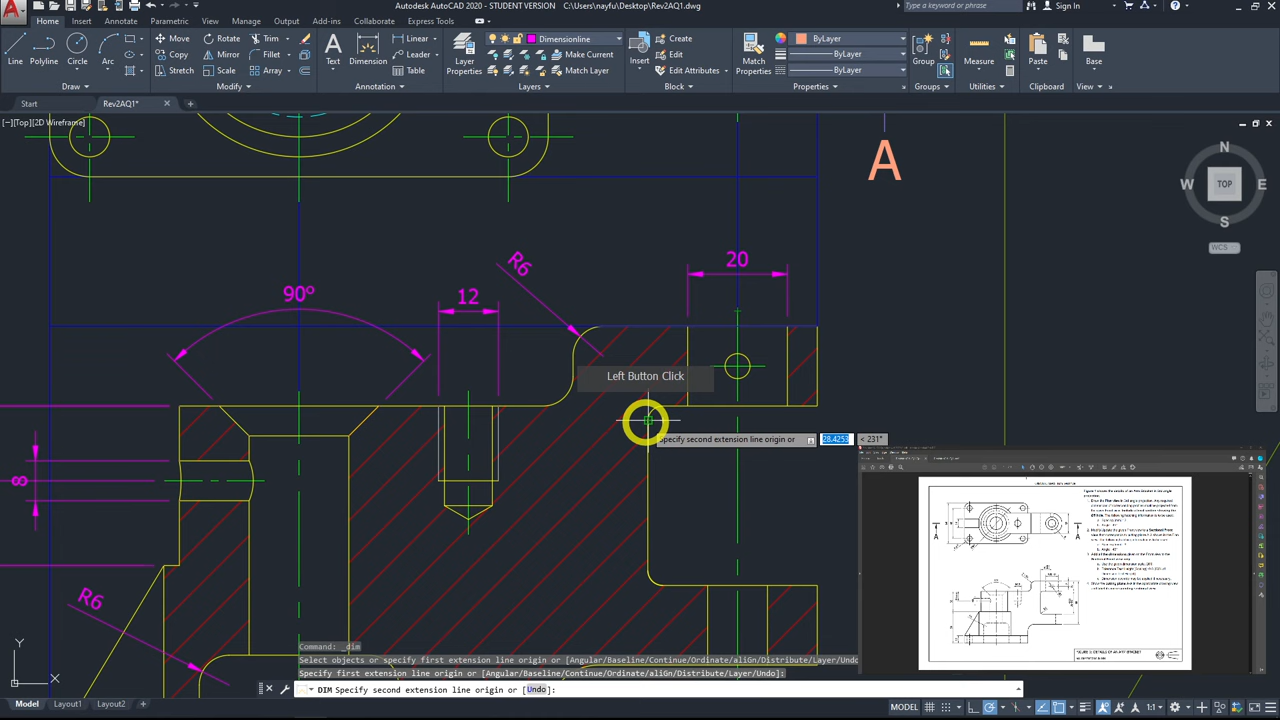 Autodesk AutoCAD 2020 - STUDENT VERSION C:\Users\nayfu\Desktop\Rev2AQ1.dwg
Type a keyword or phrase
Sign In
Home Insert Annotate Parametric View Manage Output Add-ins Collaborate Express Tools
Line Polyline Circle Arc
Move Rotate Trim
Copy Mirror Fillet
Stretch Scale Array
Text Dimension
Linear
Leader
Table
Layer Properties
Dimensionline
Make Current
Match Layer
Insert
Create
Edit
Edit Attributes
Match Properties
ByLayer
ByLayer
ByLayer
Group
Measure
Paste
Base
Draw Modify Annotation Layers Block Properties Groups Utilities Clipboard View
Start Rev2AQ1*
[−][Top][2D Wireframe]
A
N
W TOP E
S
WCS
R6
20
90°
12
Left Button Click
Specify second extension line origin or 28.4253 < 231°
8
R6
A A
Y
X
Command: _dim
Select objects or specify first extension line origin or [Angular/Baseline/Continue/Ordinate/aliGn/Distribute/Layer/Undo
Specify first extension line origin or [Angular/Baseline/Continue/Ordinate/aliGn/Distribute/Layer/Undo]:
DIM Specify second extension line origin or [Undo]:
Model Layout1 Layout2
MODEL 1:1